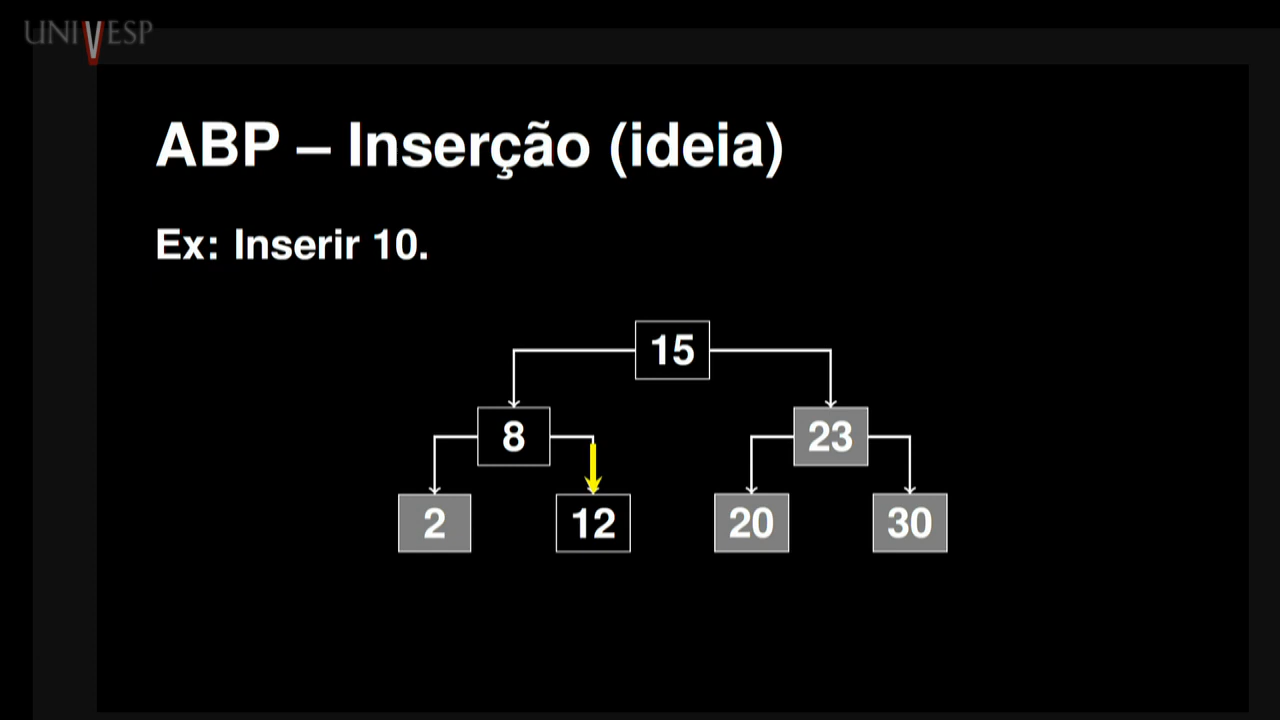 UNIVESP
ABP – Inserção (ideia)
Ex: Inserir 10.
15
8 23
2 12 20 30